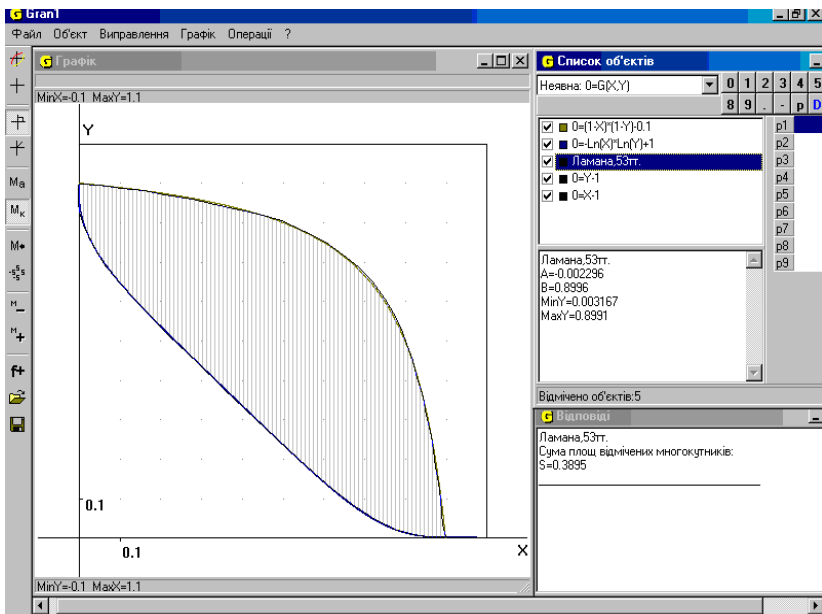 Gran1
Файл Об'єкт Виправлення Графік Операції ?
Графік
MinX=-0.1 MaxY=1.1
Y
0.1
0.1
X
MinY=-0.1 MaxX=1.1
Ma
Mк
M
M
f+
Список об'єктів
Неявна: 0=G(X,Y)
0 1 2 3 4 5
8 9 . - p D
0=(1-X)*(1-Y)-0.1
0=-Ln(X)*Ln(Y)+1
Ламана,53тт.
0=Y-1
0=X-1
p1
p2
p3
p4
p5
p6
p7
p8
p9
Ламана,53тт.
A=-0.002296
B=0.8996
MinY=0.003167
MaxY=0.8991
Відмічено об'єктів:5
Відповіді
Ламана,53тт.
Сума площ відмічених многокутників:
S=0.3895